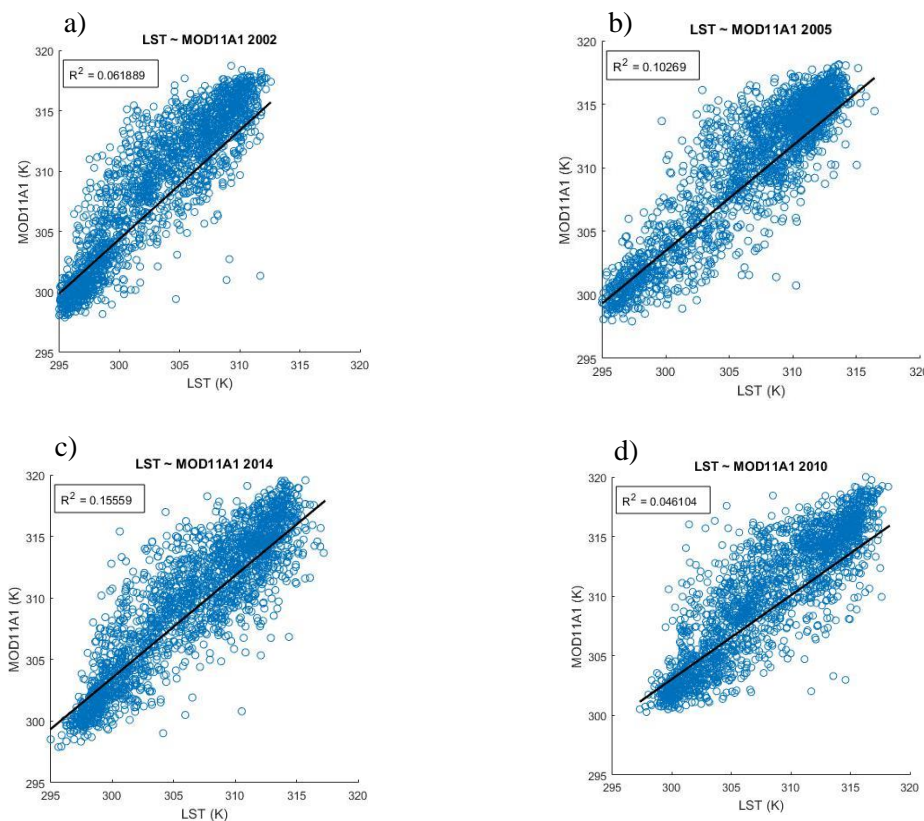 a)
LST ~ MOD11A1 2002
R² = 0.061889
320
315
310
305
300
295
MOD11A1 (K)
295 300 305 310 315 320
LST (K)
b)
LST ~ MOD11A1 2005
R² = 0.10269
320
315
310
305
300
295
MOD11A1 (K)
295 300 305 310 315 320
LST (K)
c)
LST ~ MOD11A1 2014
R² = 0.15559
320
315
310
305
300
295
MOD11A1 (K)
295 300 305 310 315 320
LST (K)
d)
LST ~ MOD11A1 2010
R² = 0.046104
320
315
310
305
300
295
MOD11A1 (K)
295 300 305 310 315 320
LST (K)